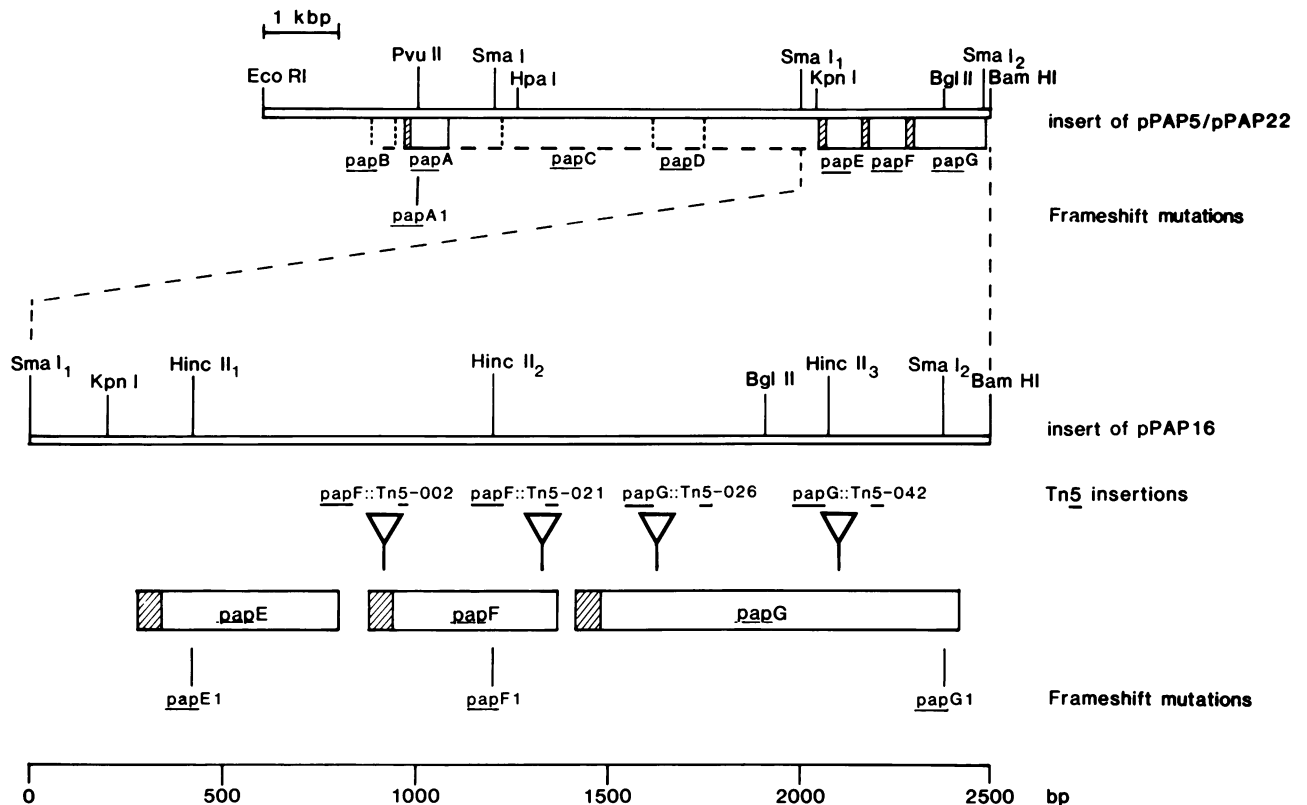 1 kbp
Eco RI
Pvu II
Sma I
Hpa I
Sma I1
Kpn I
Bgl II
Sma I2
Bam HI
insert of pPAP5/pPAP22
papB
papA
papC
papD
papE
papF
papG
papA1
Frameshift mutations
Sma I1
Kpn I
Hinc II1
Hinc II2
Bgl II
Hinc II3
Sma I2
Bam HI
insert of pPAP16
papF::Tn5-002
papF::Tn5-021
papG::Tn5-026
papG::Tn5-042
Tn5 insertions
papE
papF
papG
papE1
papF1
papG1
Frameshift mutations
0
500
1000
1500
2000
2500
bp